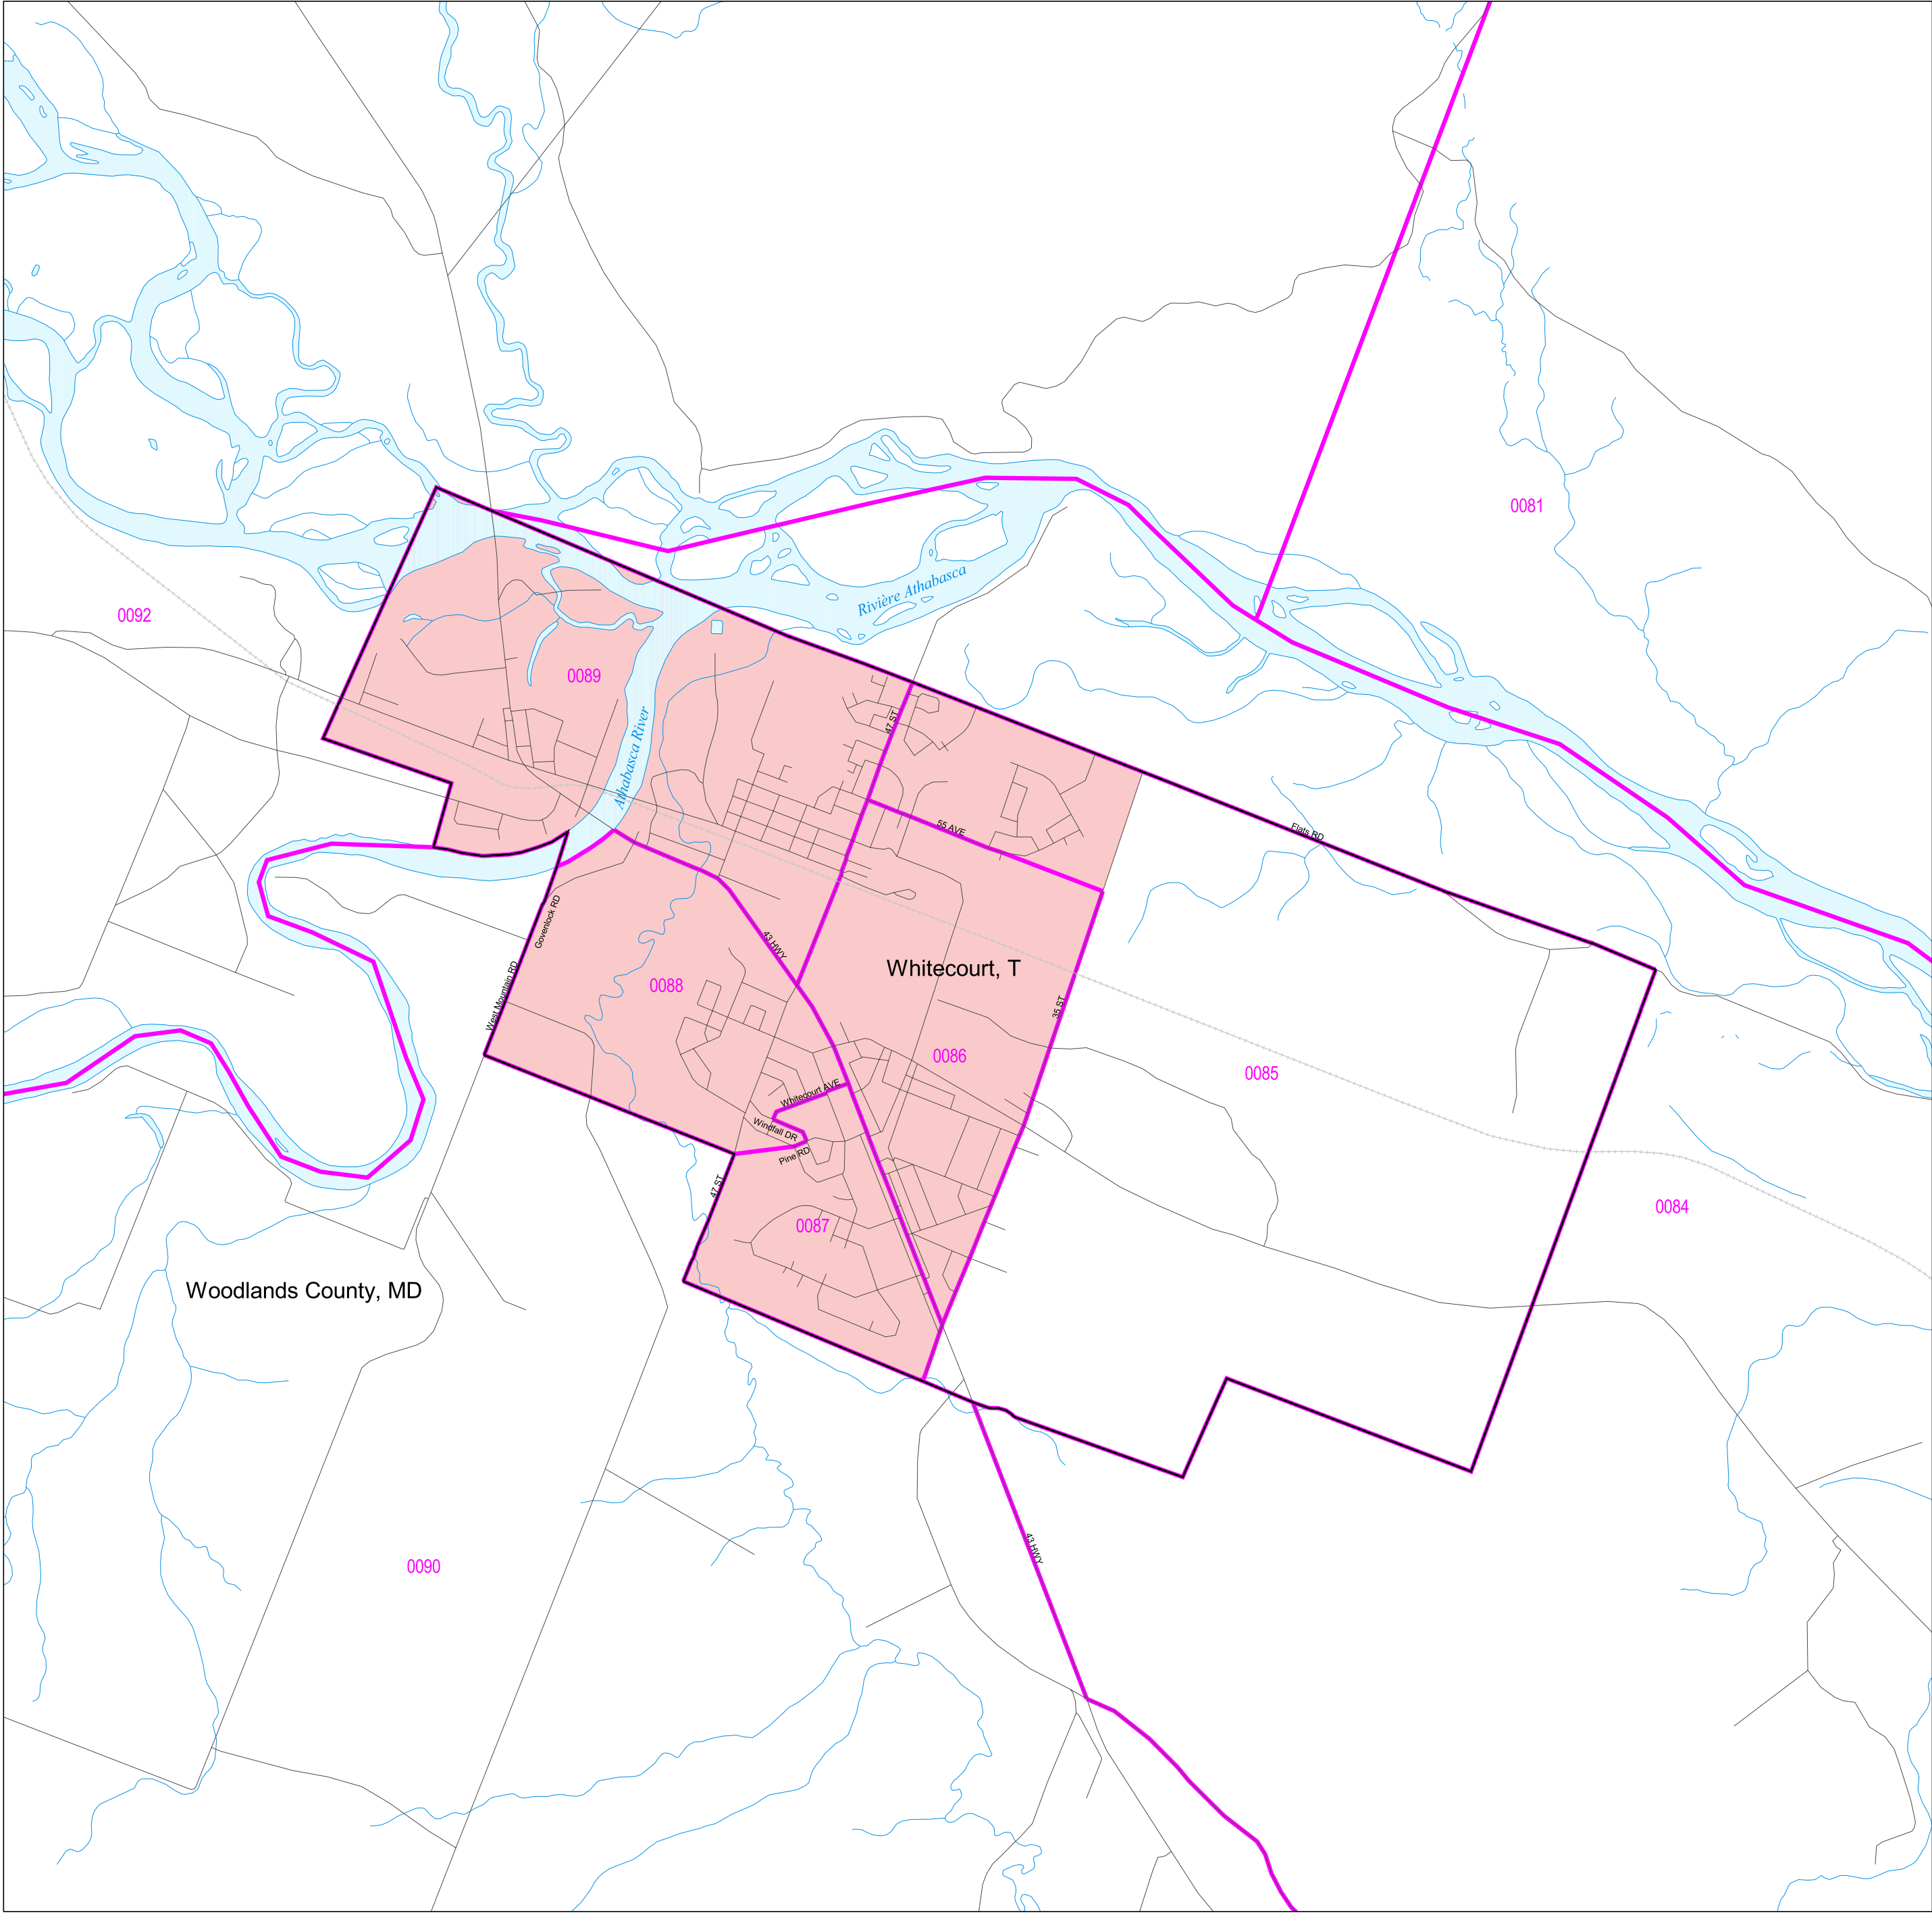 0081
Rivière Athabasca
0092
0089
47 ST
Athabasca River
55 AVE
Flats RD
Govenlock RD
43 HWY
Whitecourt, T
West Mountain RD
0088
35 ST
0086
0085
Whitecourt AVE
Windfall DR
Pine RD
47 ST
0084
0087
Woodlands County, MD
43 HWY
0090